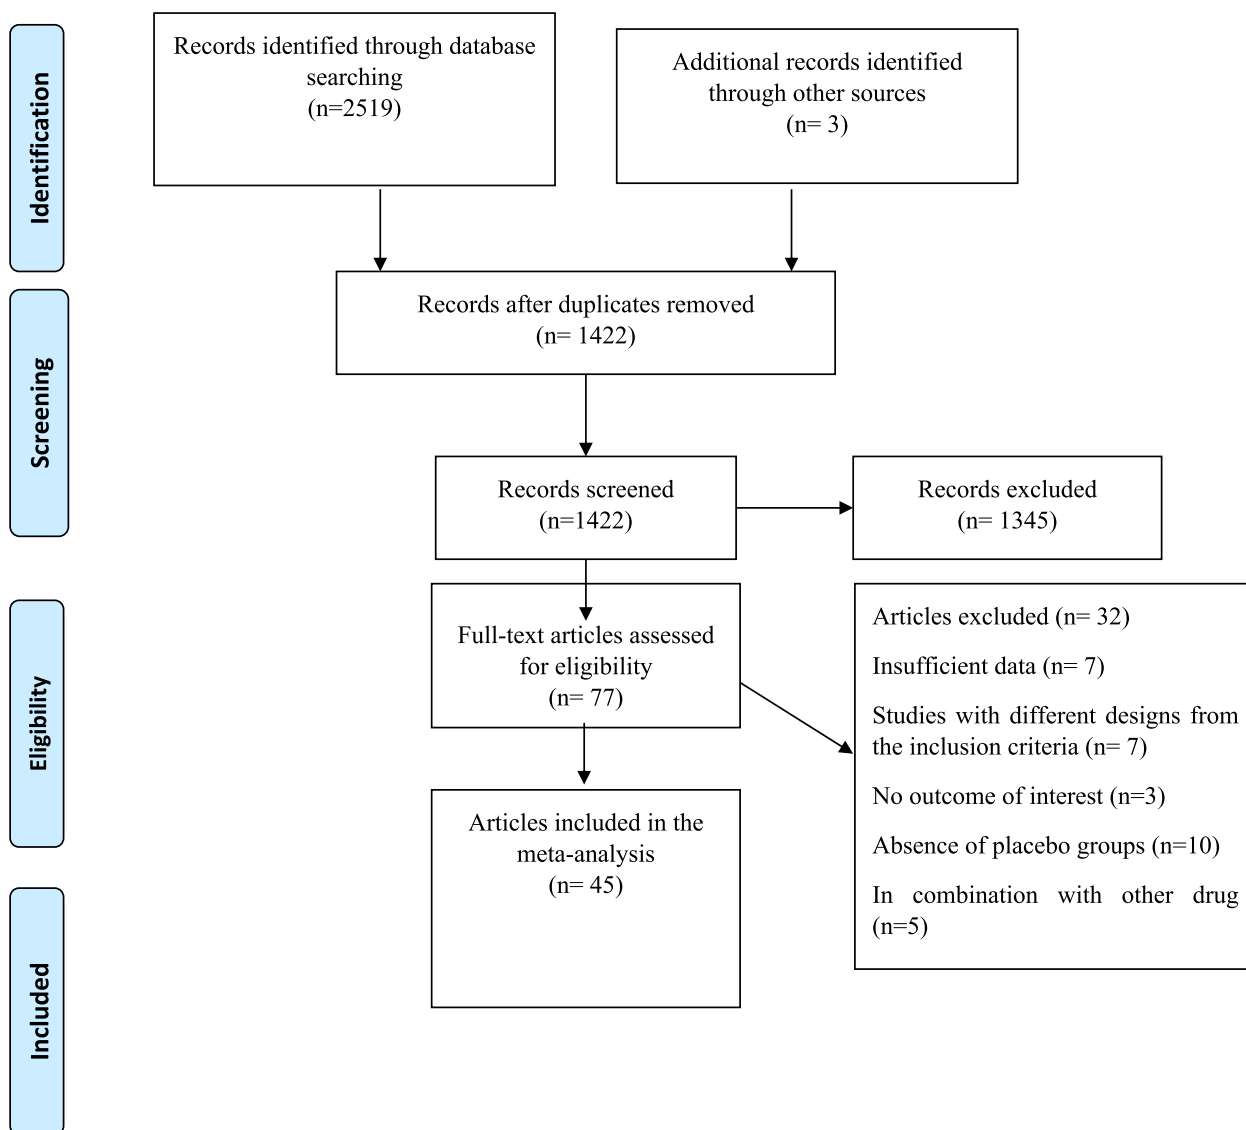 Identification
Records identified through database
searching
(n=2519)
Additional records identified
through other sources
(n= 3)
Records after duplicates removed
(n= 1422)
Screening
Records screened
(n=1422)
Records excluded
(n= 1345)
Eligibility
Full-text articles assessed
for eligibility
(n= 77)
Articles excluded (n= 32)
Insufficient data (n= 7)
Studies with different designs from
the inclusion criteria (n= 7)
No outcome of interest (n=3)
Absence of placebo groups (n=10)
In combination with other drug
(n=5)
Included
Articles included in the
meta-analysis
(n= 45)